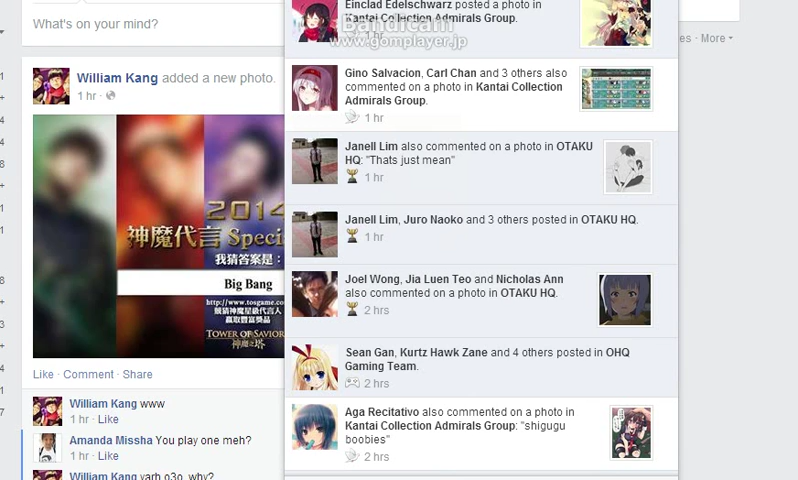 What's on your mind?
William Kang added a new photo.
1 hr
2014
神魔代言 Speci
我猜答案是：
Big Bang
http://www.tosgame.com
TOWER OF SAVIOR
神魔之塔
Like · Comment · Share
William Kang www
1 hr · Like
Amanda Missha You play one meh?
1 hr · Like
William Kang yarh o3o, why?
Einclad Edelschwarz posted a photo in
Kantai Collection Admirals Group.
1 hr
Bandicam
www.gomplayer.jp
Gino Salvacion, Carl Chan and 3 others also
commented on a photo in Kantai Collection
Admirals Group.
1 hr
Janell Lim also commented on a photo in OTAKU
HQ: "Thats just mean"
1 hr
Janell Lim, Juro Naoko and 3 others posted in OTAKU HQ.
1 hr
Joel Wong, Jia Luen Teo and Nicholas Ann
also commented on a photo in OTAKU HQ.
2 hrs
Sean Gan, Kurtz Hawk Zane and 4 others posted in OHQ
Gaming Team.
2 hrs
Aga Recitativo also commented on a photo in
Kantai Collection Admirals Group: "shigugu
boobies"
2 hrs
es · More